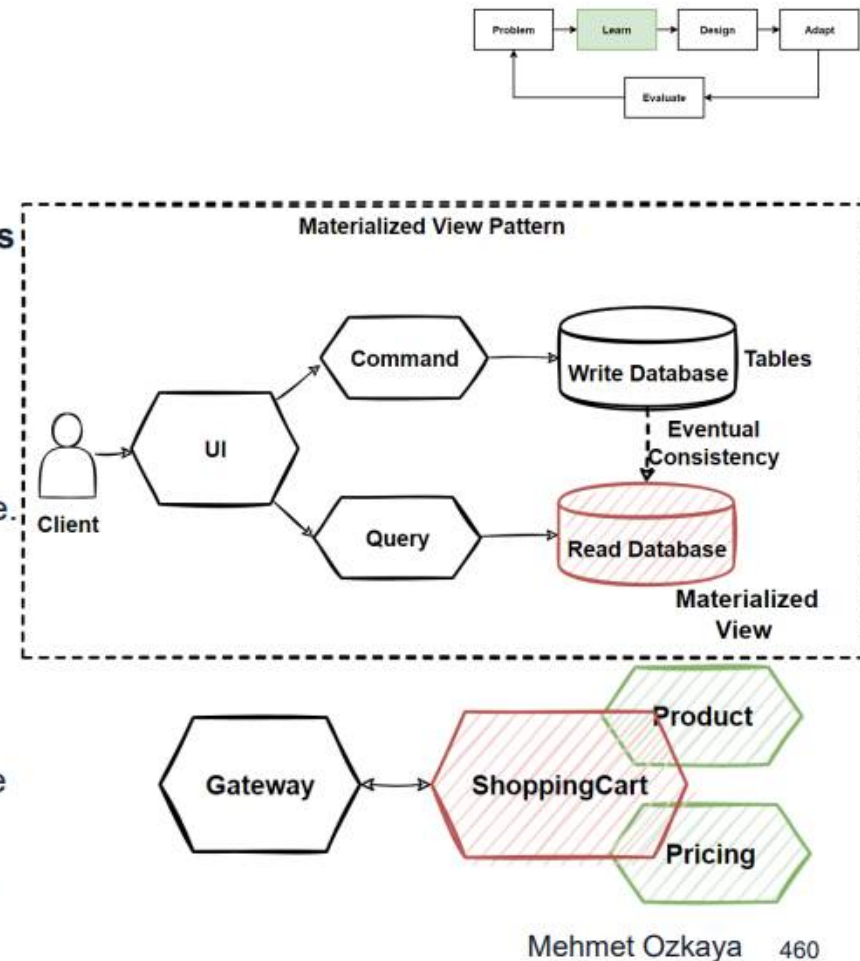 Problem
Learn
Design
Adapt
Evaluate
s
Materialized View Pattern
Command
Write Database
Tables
UI
Eventual
Consistency
e.
Client
Query
Read Database
Materialized
View
Product
e
Gateway
ShoppingCart
Pricing
Mehmet Ozkaya 460